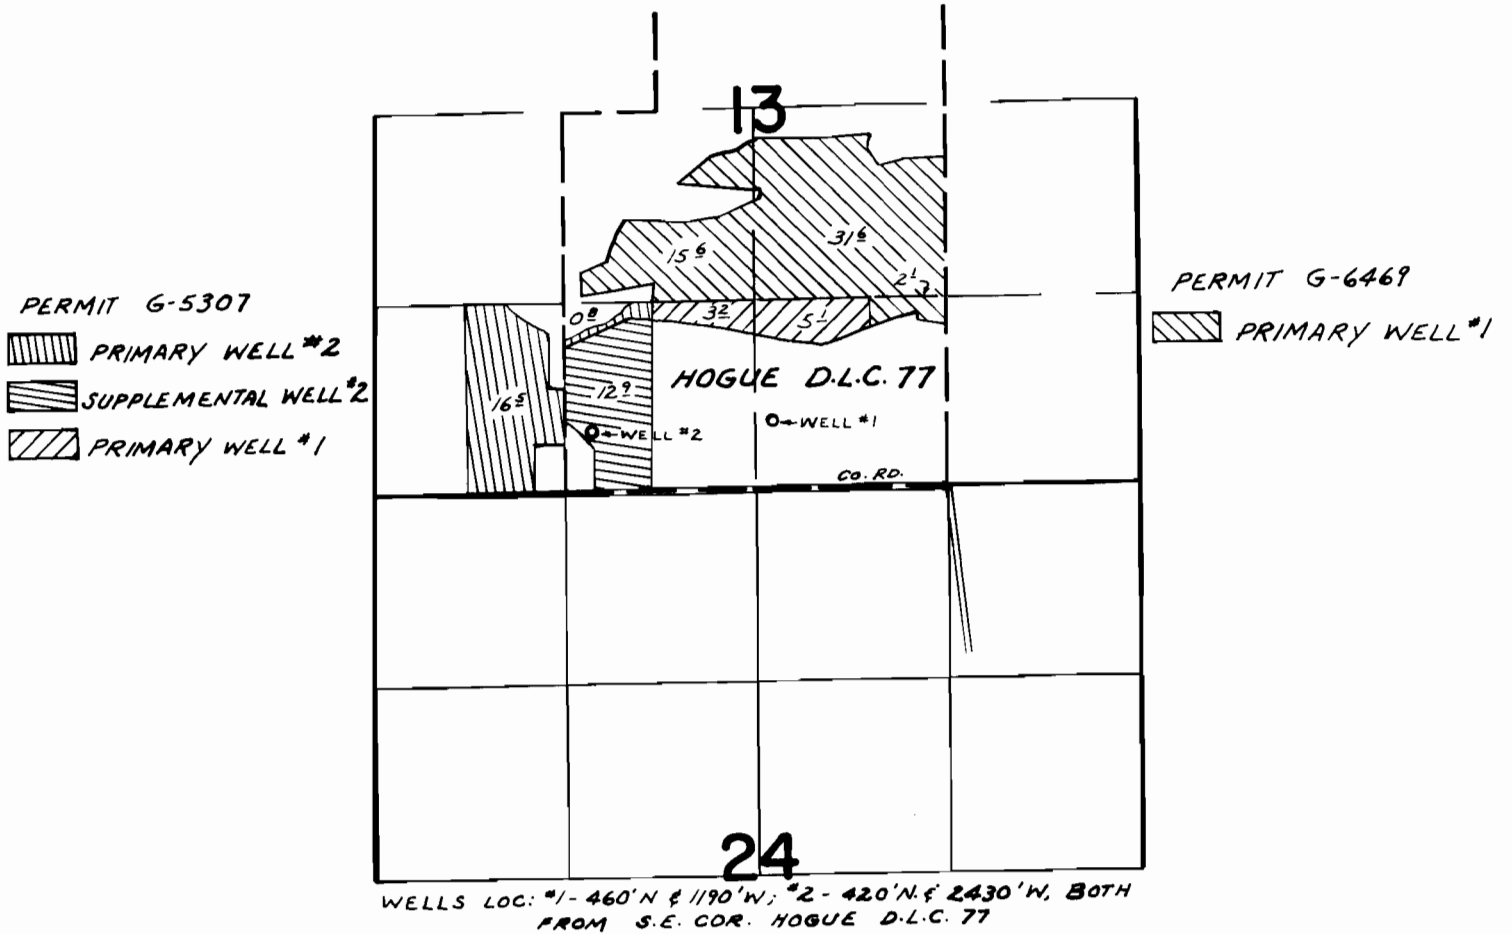 13
PERMIT G-5307
PRIMARY WELL #2
SUPPLEMENTAL WELL #2
PRIMARY WELL #1
PERMIT G-6469
PRIMARY WELL #1
31 6
15 6
2 1
0 8
3 2
5 1
16 5
12 9
HOGUE D.L.C. 77
WELL #1
WELL #2
CO. RD.
24
WELLS LOC: #1 - 460' N & 1190' W; #2 - 420' N. & 2430' W, BOTH
FROM S.E. COR. HOGUE D.L.C. 77